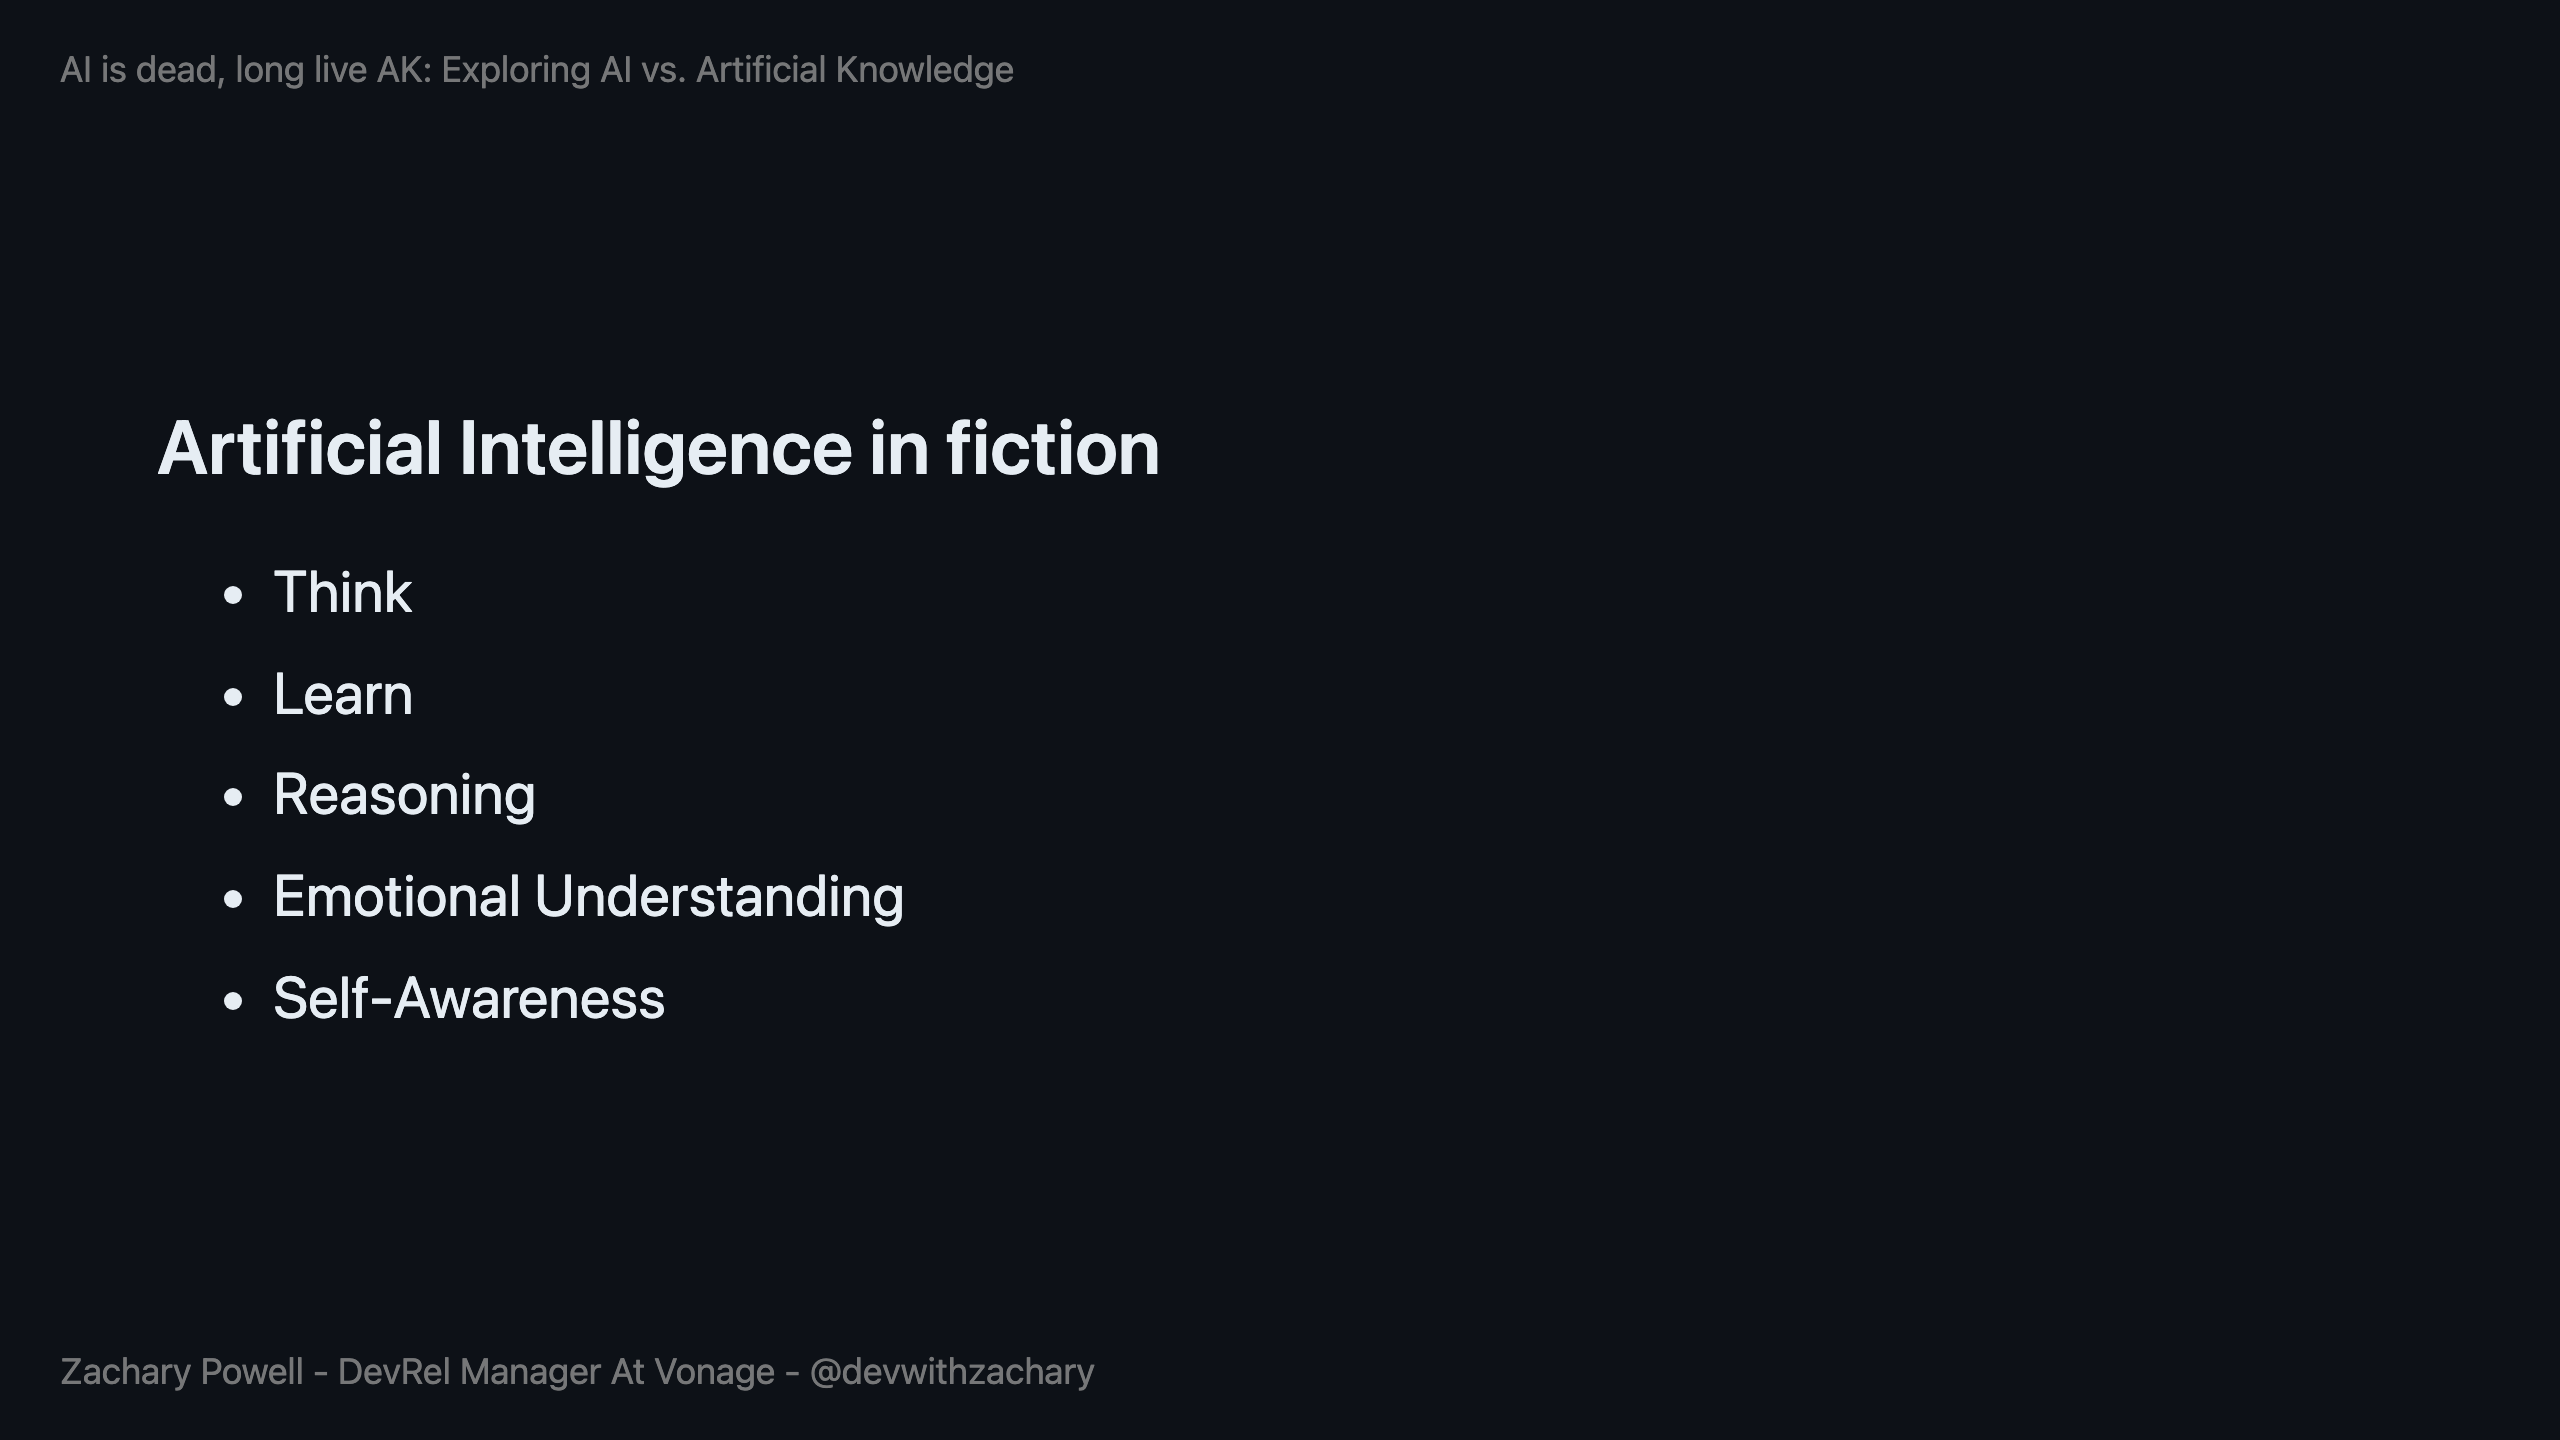 AI is dead, long live AK: Exploring AI vs. Artificial Knowledge
Artificial Intelligence in fiction
• Think
• Learn
• Reasoning
• Emotional Understanding
• Self-Awareness
Zachary Powell - DevRel Manager At Vonage - @devwithzachary